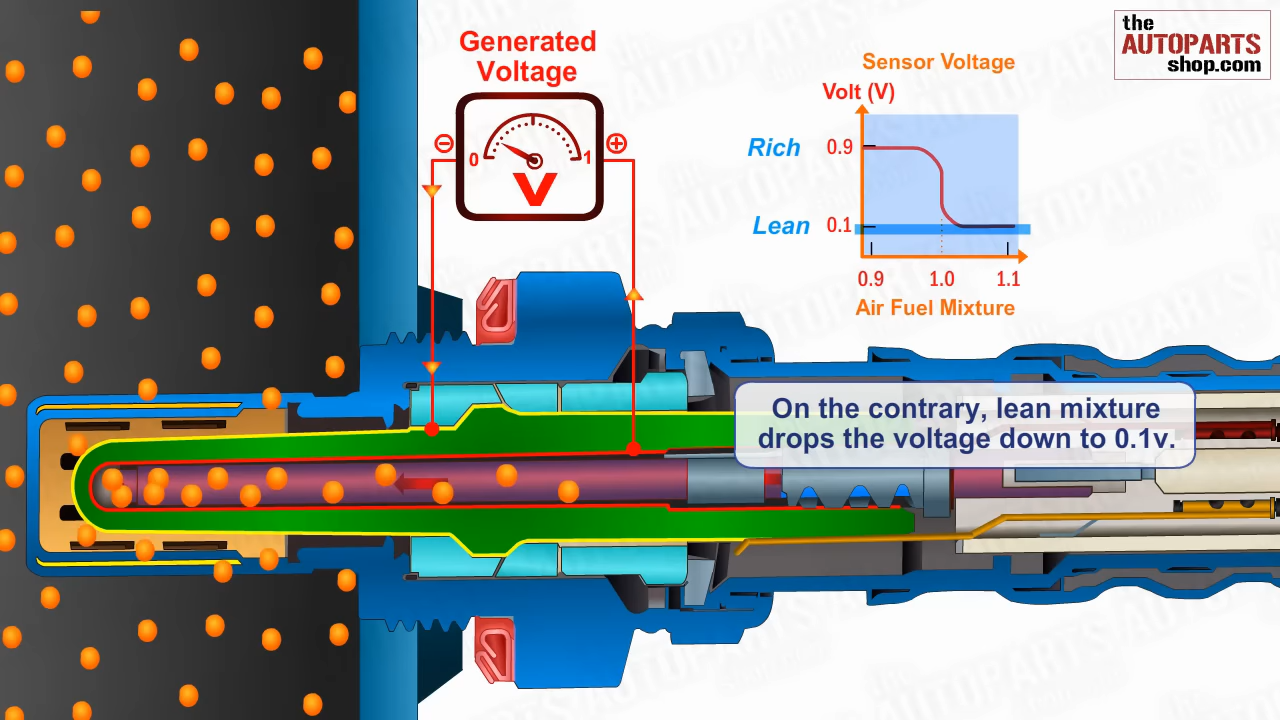 the
AUTOPARTS
shop.com
Generated
Voltage
0
1
V
Sensor Voltage
Volt (V)
Rich 0.9
Lean 0.1
0.9 1.0 1.1
Air Fuel Mixture
On the contrary, lean mixture
drops the voltage down to 0.1v.